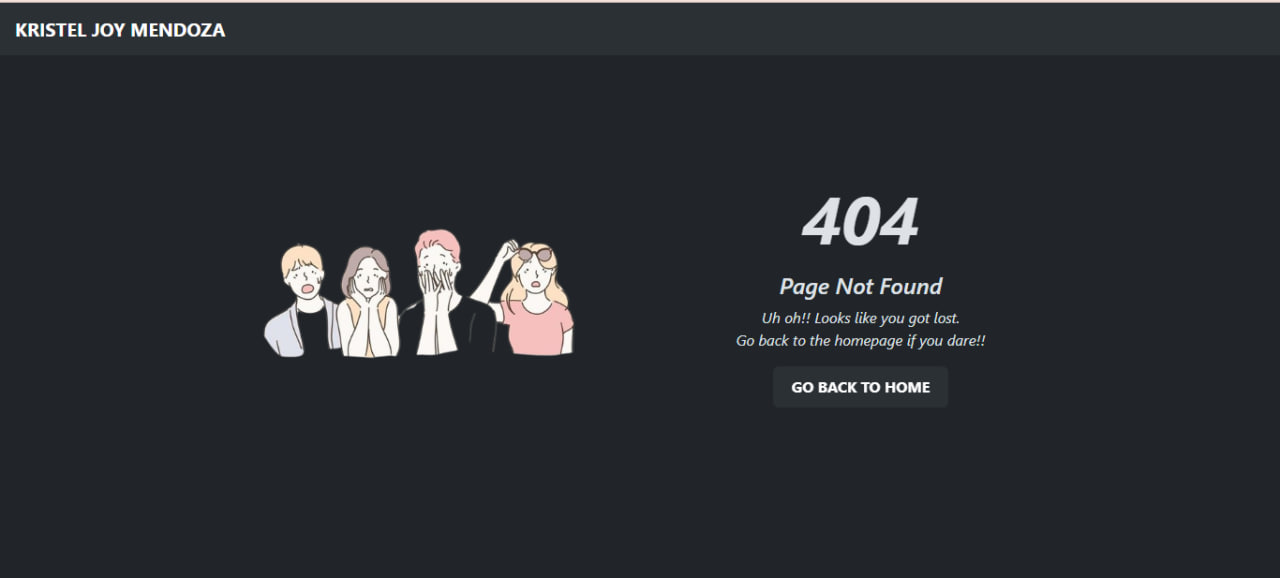 KRISTEL JOY MENDOZA
404
Page Not Found
Uh oh!! Looks like you got lost.
Go back to the homepage if you dare!!
GO BACK TO HOME